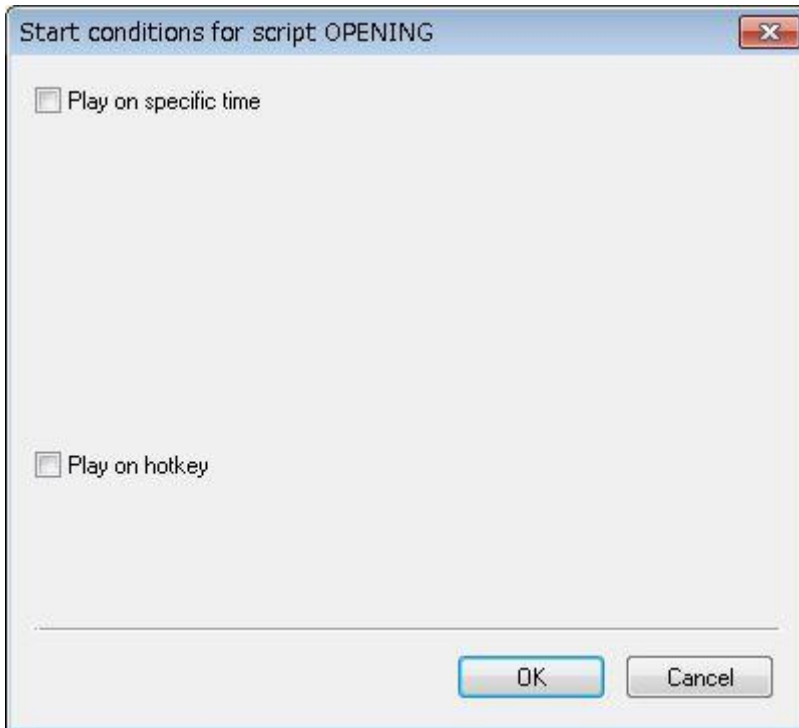 Start conditions for script OPENING
Play on specific time
Play on hotkey
OK
Cancel